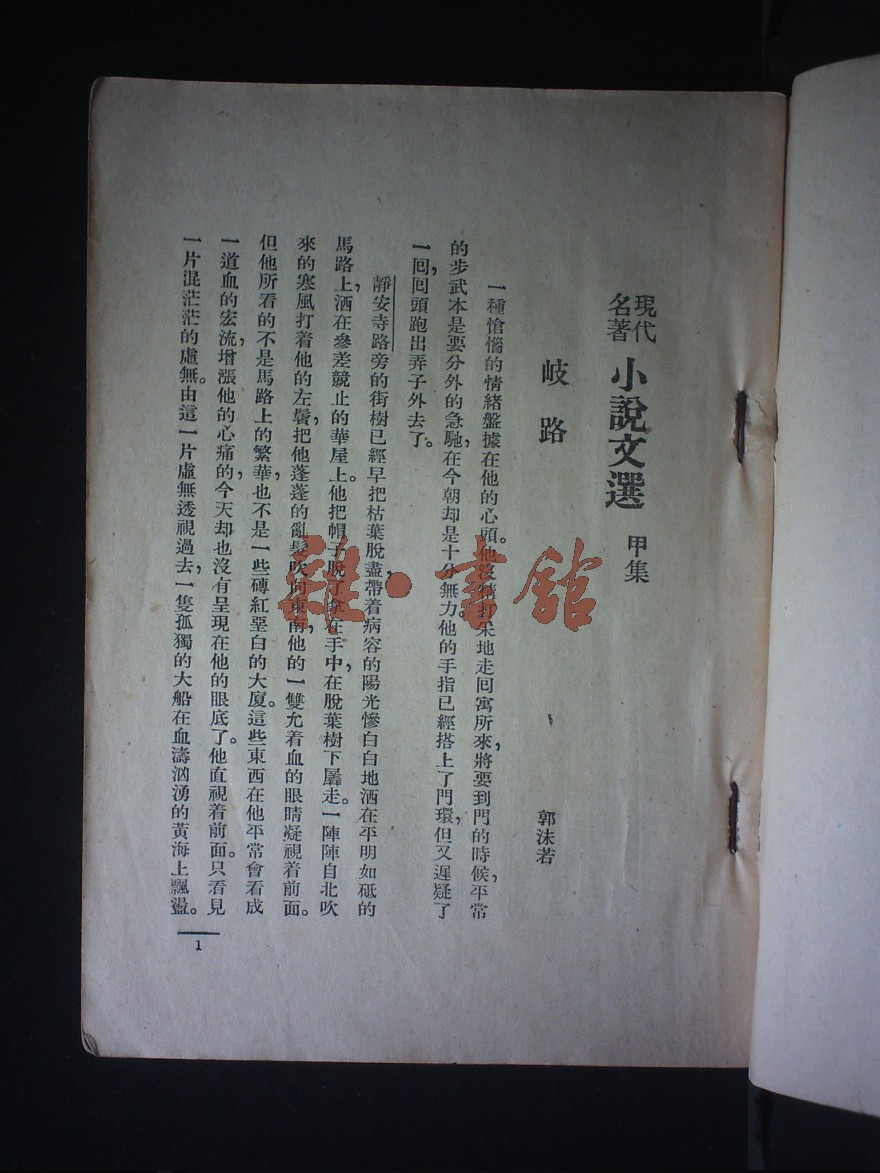 現代
名著
小說文選 甲集
岐路
郭沫若
一種愴惱的情緒盤據在他的心頭。他沒精打采地走回寓所來，將要到門的時候，平常
的步武本是要分外的急馳，在今朝却是十分無力他的手指已經搭上了門環，但又遲疑了
一囘，囘頭跑出弄子外去了。
靜安寺路旁的街樹已經早把枯葉脫盡，帶着病容的陽光慘白白地洒在平明如砥的
馬路上，洒在參差競止的華屋上。他把帽子脫了拿在手中，在脫葉樹下屧走。一陣陣自北吹
來的寒風打着他的左鬢，把他蓬蓬的亂髮吹向東南，他的一雙允着血的眼睛凝視着前面。
但他所看的不是馬路上的繁華，也不是一些磚紅堊白的大廈。這些東西在他平常會看成
一道血的宏流，增漲他的心痛的，今天却也沒有呈現在他的眼底了。他直視着前面。只看見
一片混茫茫的虛無。由這一片虛無透視過去，一隻孤獨的大船在血濤汹湧的黃海上飄盪。
1
雜·書館